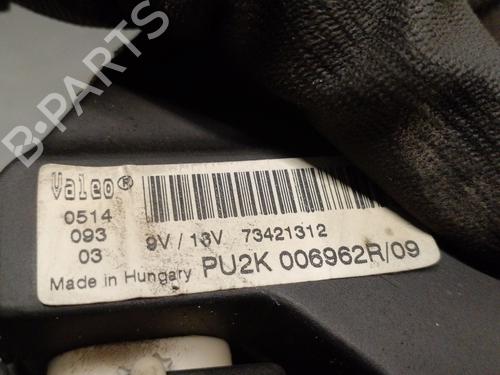 B-PARTS
Valeo®
0514
093
03
9V / 13V 73421312
PU2K 006962R/09
Made in Hungary